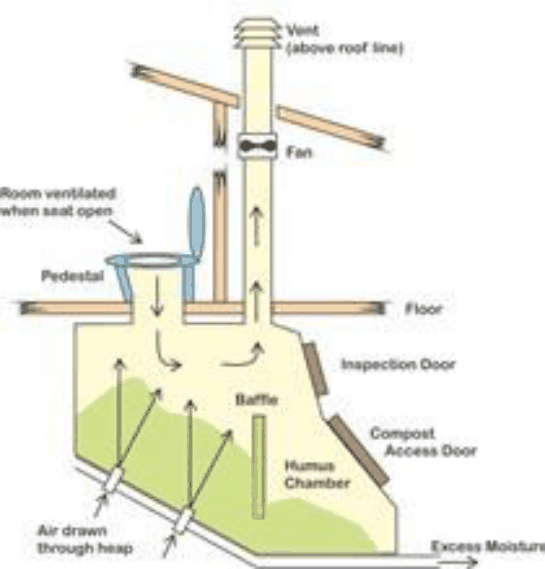 Vent
(above roof line)
Fan
Room ventilated
when seat open
Pedestal
Floor
Inspection Door
Baffle
Compost
Access Door
Humus
Chamber
Air drawn
through heap
Excess Moisture